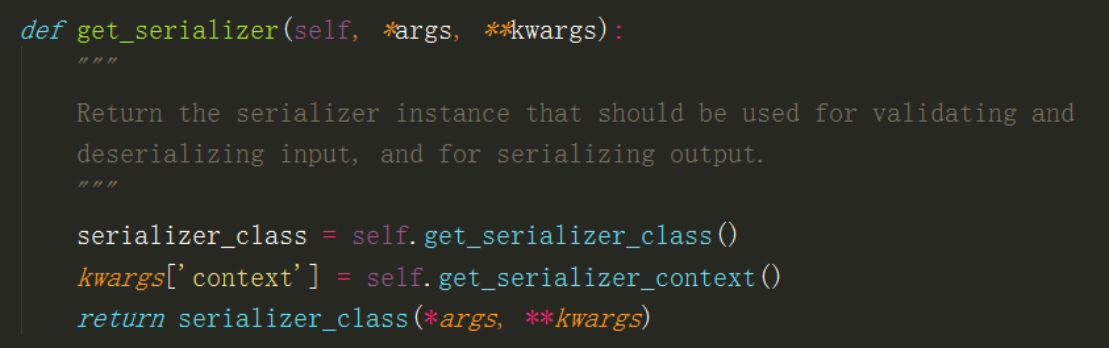 def get_serializer(self, *args, **kwargs):
"""
Return the serializer instance that should be used for validating and
deserializing input, and for serializing output.
"""
serializer_class = self.get_serializer_class()
kwargs['context'] = self.get_serializer_context()
return serializer_class(*args, **kwargs)